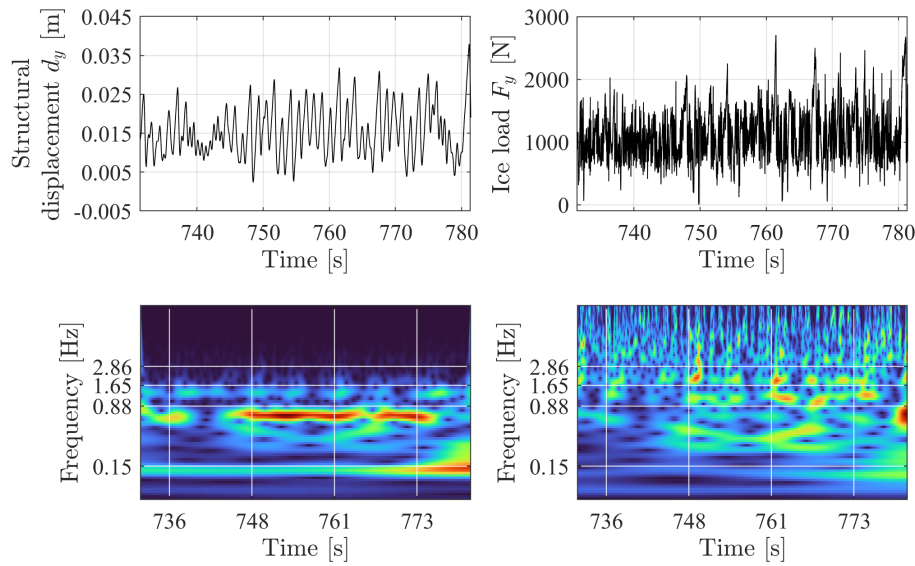 Structural
displacement d_y [m]
0.045
0.035
0.025
0.015
0.005
-0.005
740 750 760 770 780
Time [s]
Ice load F_y [N]
3000
2000
1000
0
740 750 760 770 780
Time [s]
Frequency [Hz]
2.86
1.65
0.88
0.15
736 748 761 773
Time [s]
Frequency [Hz]
2.86
1.65
0.88
0.15
736 748 761 773
Time [s]